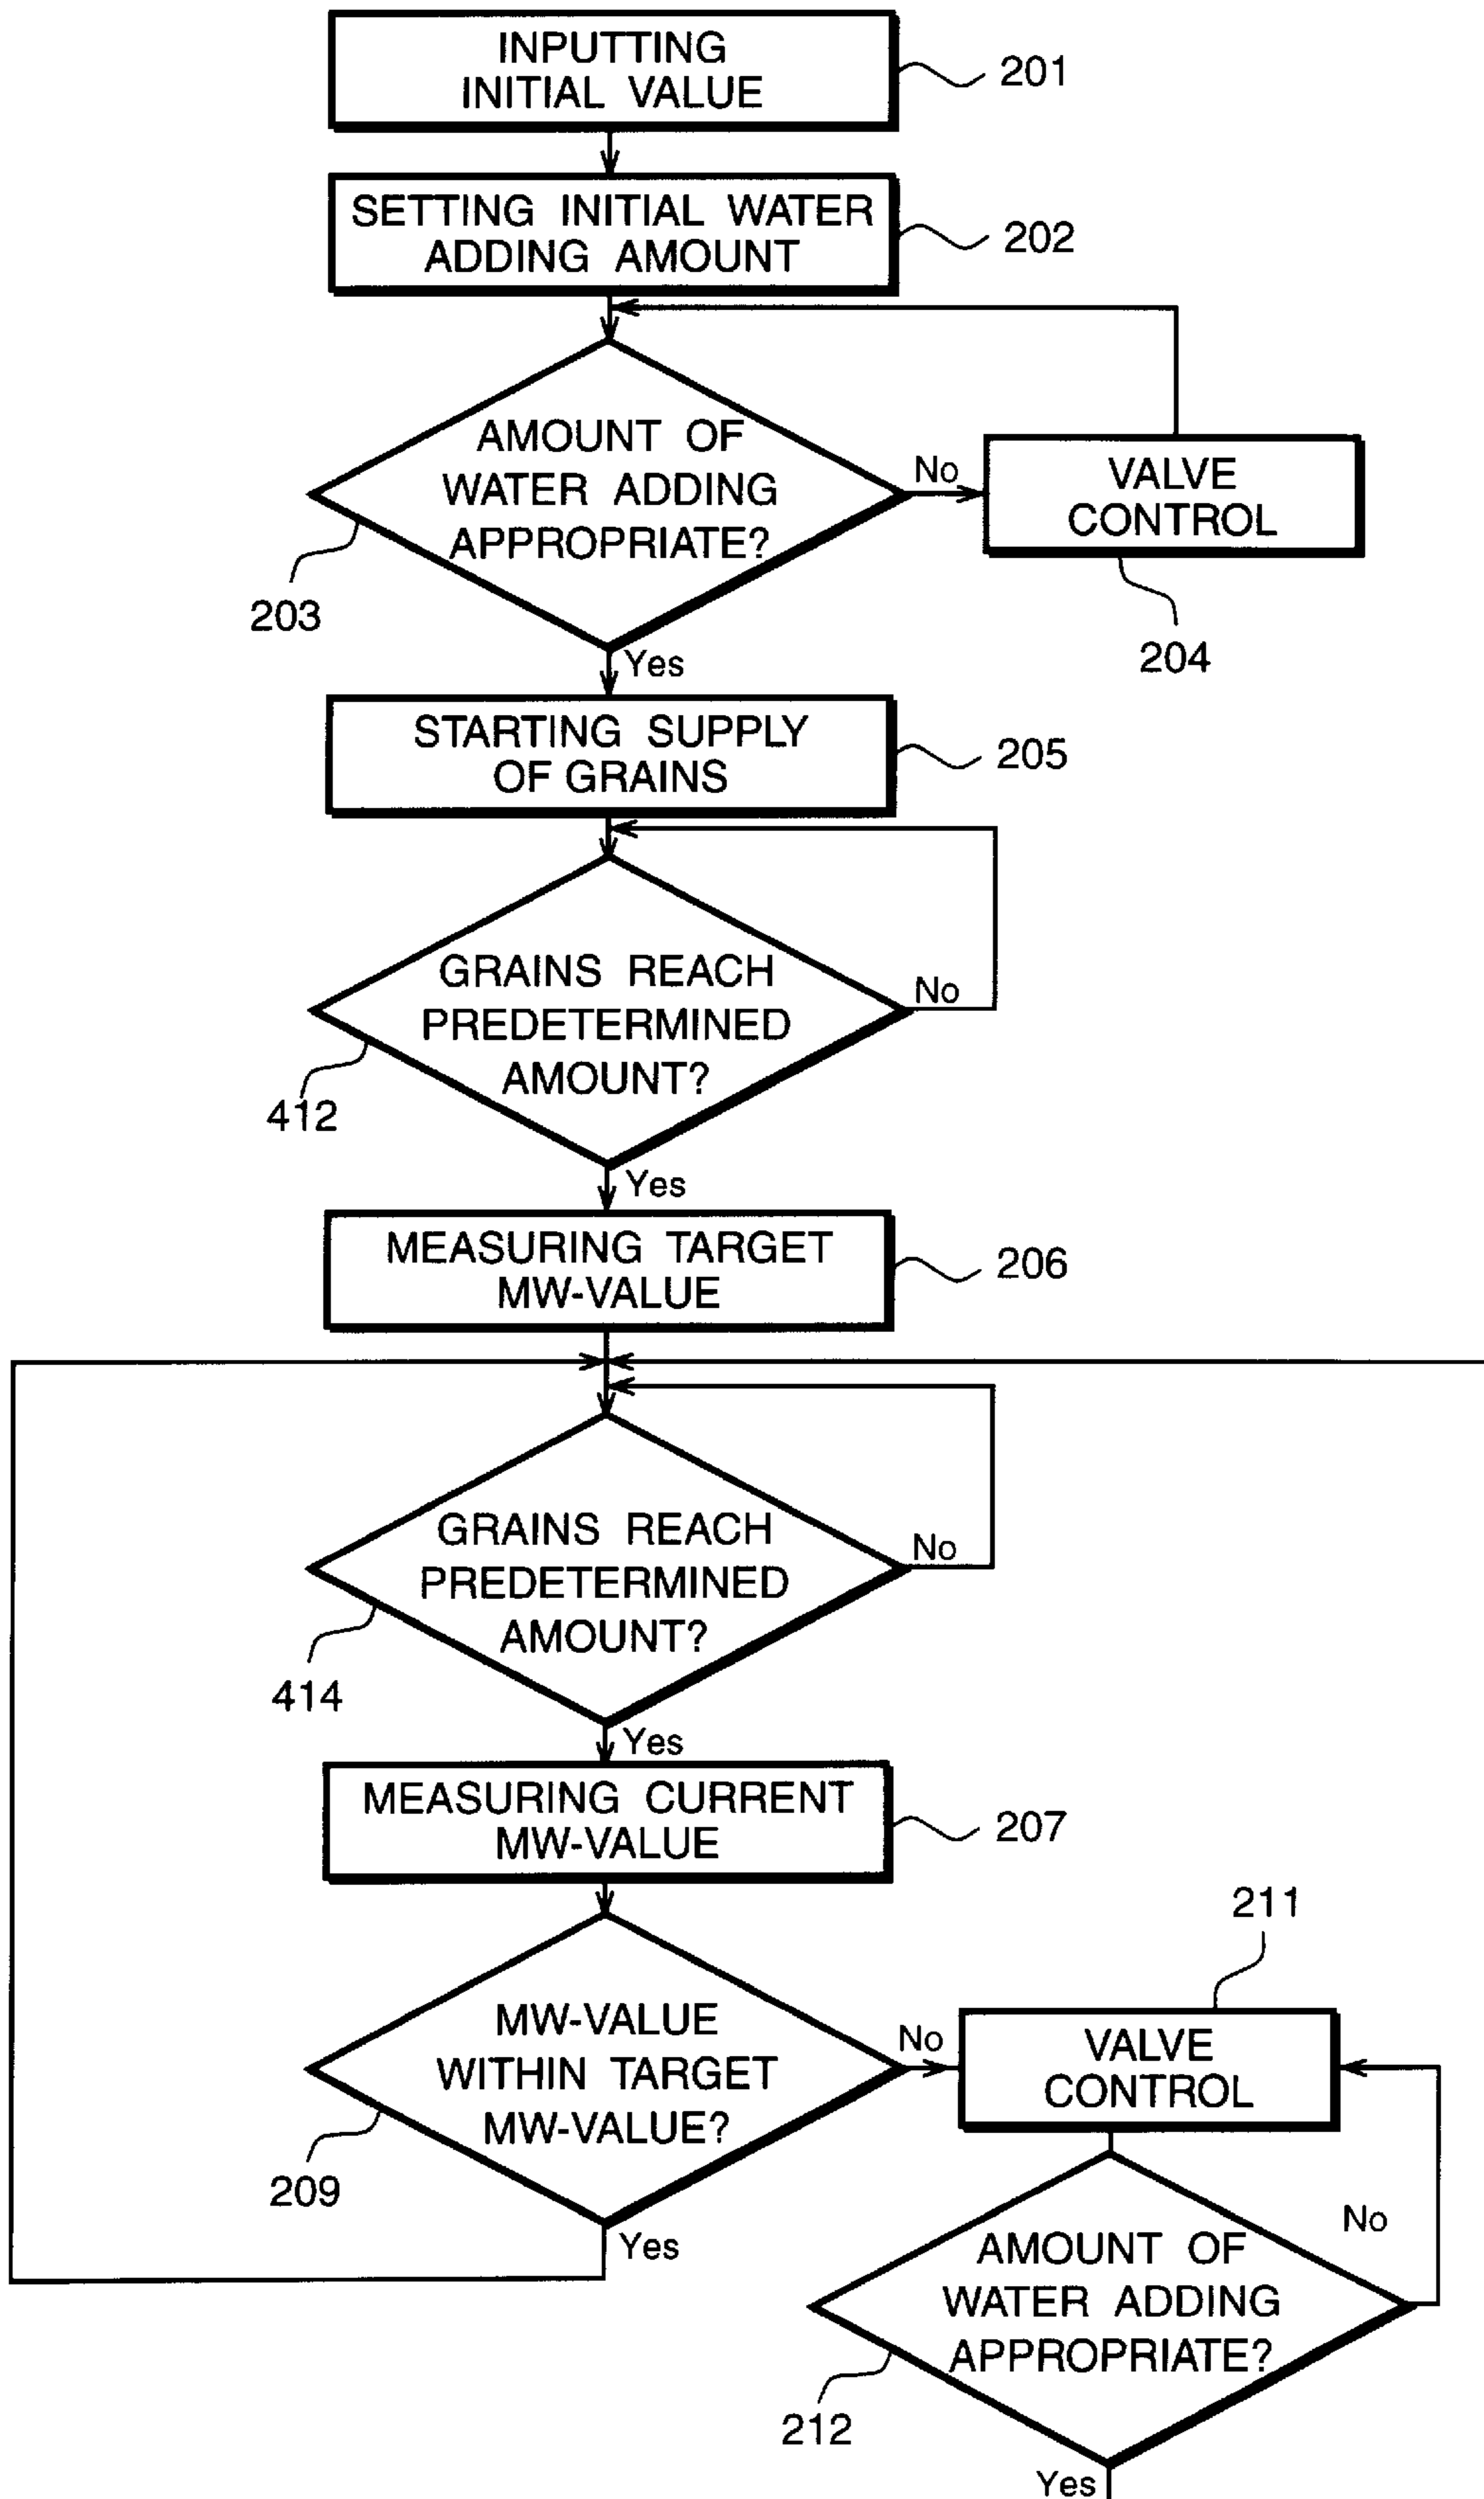 INPUTTING
INITIAL VALUE
201
SETTING INITIAL WATER
ADDING AMOUNT
202
AMOUNT OF
WATER ADDING
APPROPRIATE?
203
No
VALVE
CONTROL
204
Yes
STARTING SUPPLY
OF GRAINS
205
GRAINS REACH
PREDETERMINED
AMOUNT?
No
412
Yes
MEASURING TARGET
MW-VALUE
206
GRAINS REACH
PREDETERMINED
AMOUNT?
No
414
Yes
MEASURING CURRENT
MW-VALUE
207
MW-VALUE
WITHIN TARGET
MW-VALUE?
209
No
211
VALVE
CONTROL
Yes
AMOUNT OF
WATER ADDING
APPROPRIATE?
No
212
Yes